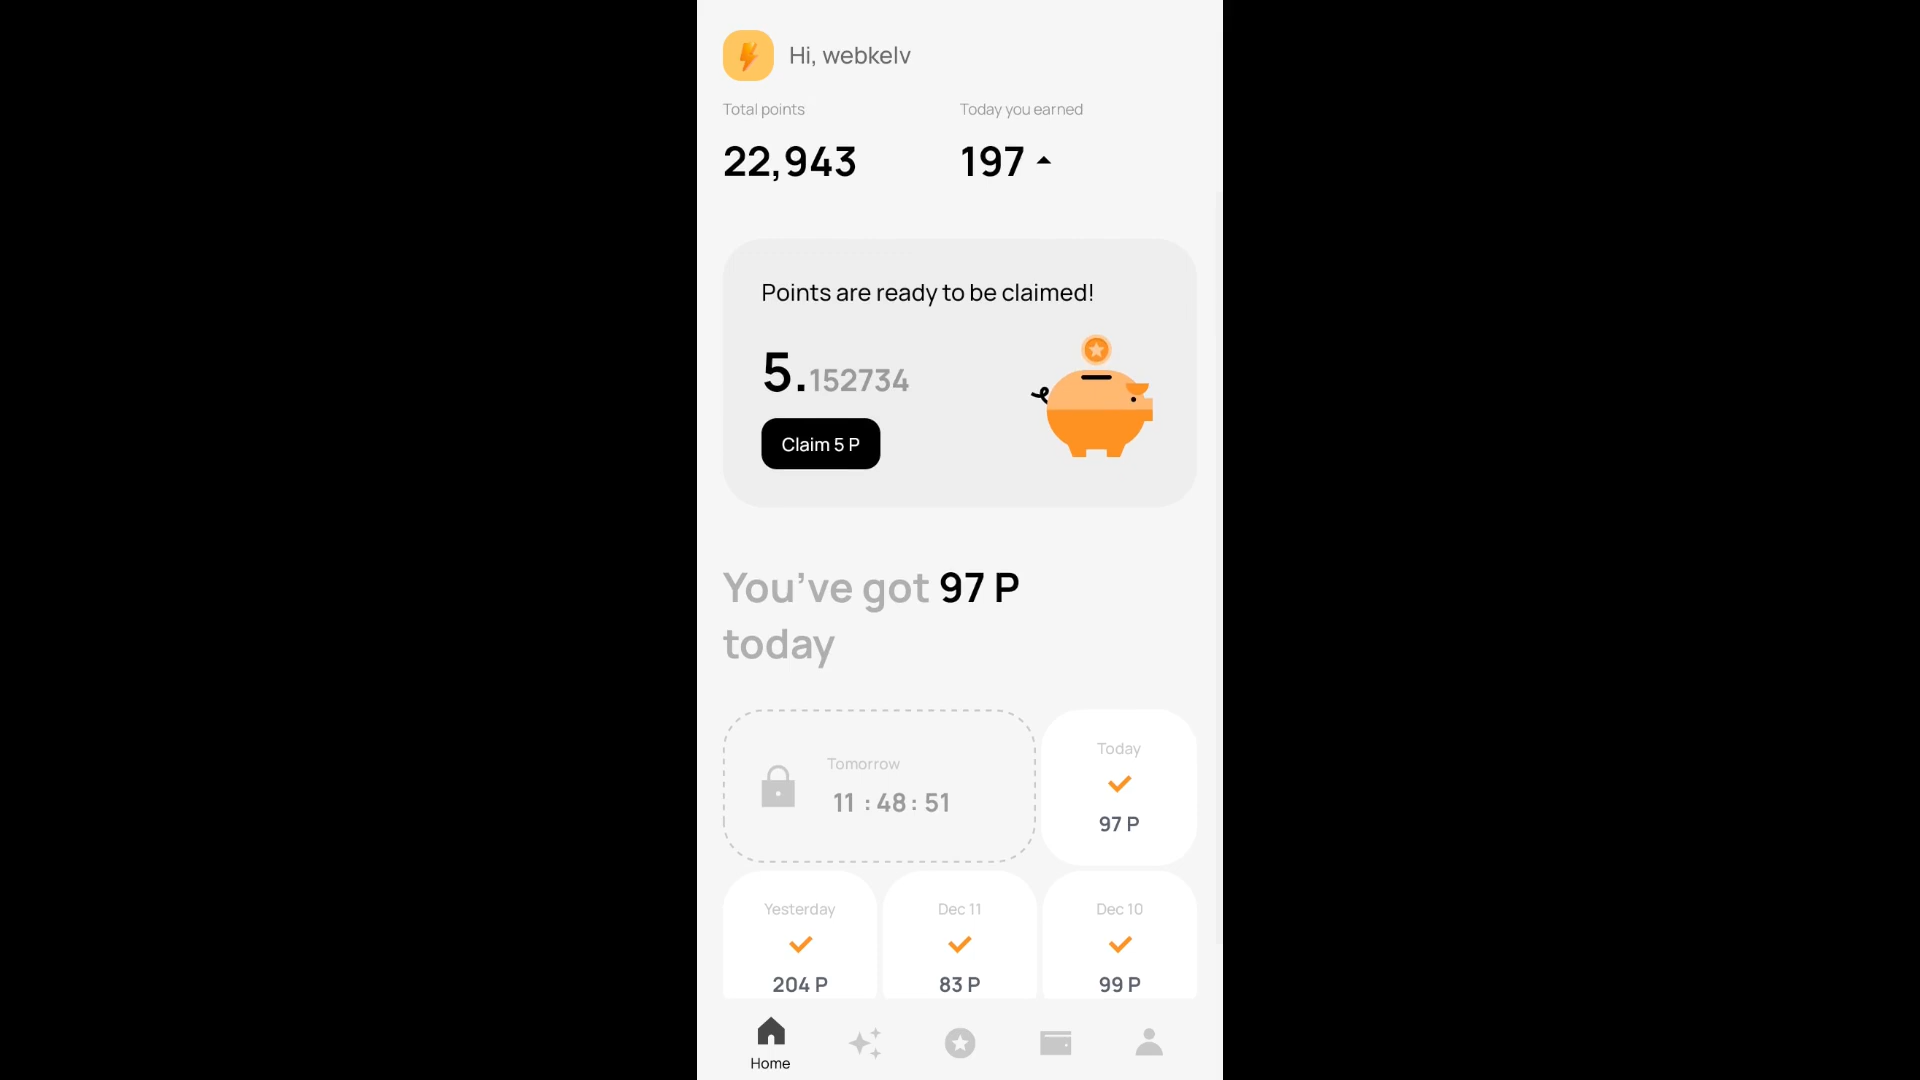 Hi, webkelv
Total points
Today you earned
22,943
197
Points are ready to be claimed!
5.152734
Claim 5 P
You've got 97 P
today
Tomorrow
11 : 48 : 51
Today
97 P
Yesterday
204 P
Dec 11
83 P
Dec 10
99 P
Home